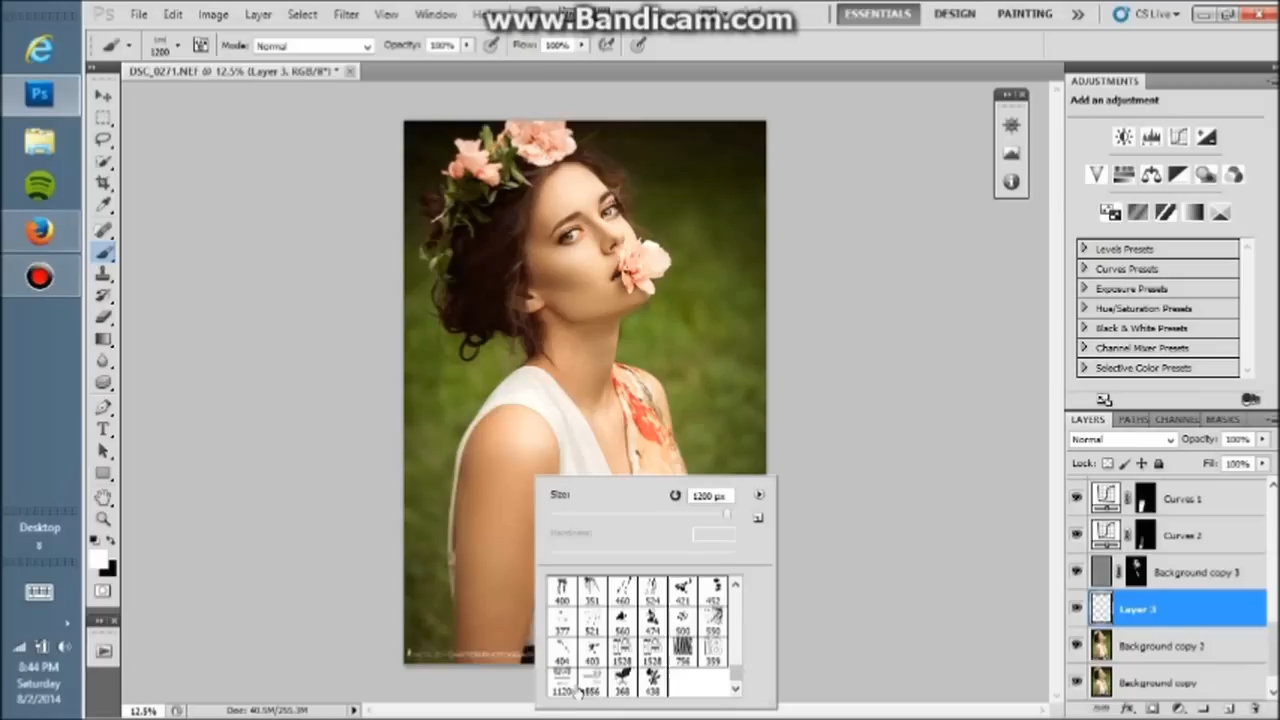 www.Bandicam.com
Ps File Edit Image Layer Select Filter View Window ESSENTIALS DESIGN PAINTING CS Live
1200 Mode: Normal Opacity: 100% Flow: 100%
DSC_0271.NEF @ 12.5% (Layer 3, RGB/8*) *
ADJUSTMENTS
Add an adjustment
Levels Presets
Curves Presets
Exposure Presets
Hue/Saturation Presets
Black & White Presets
Channel Mixer Presets
Selective Color Presets
LAYERS PATHS CHANNEL MASKS
Normal Opacity: 100%
Lock: Fill: 100%
Curves 1
Curves 2
Background copy 3
Layer 3
Background copy 2
Background copy
Size: 1200 px
Hardness:
400 351 460 524 421 452
377 521 560 474 500 550
404 403 1528 1528 756 359
1120 656 368 438
Ps
Desktop
8:44 PM
Saturday
8/2/2014
12.5% Doc: 40.5M/255.3M